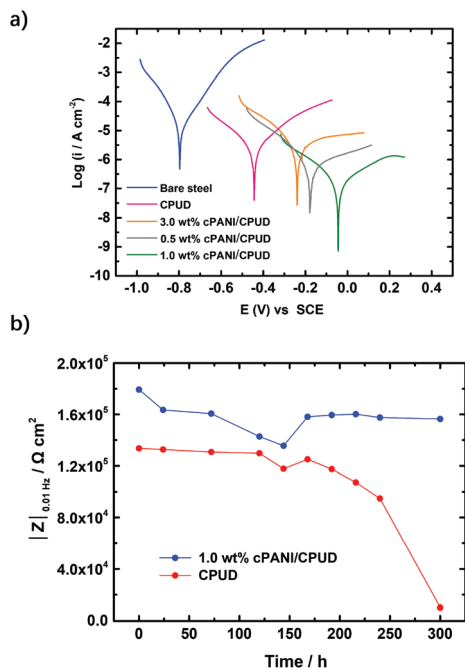 a)
-2
-3
-4
-5
-6
-7
-8
-9
-10
Log (i / A cm⁻²)
Bare steel
CPUD
3.0 wt% cPANI/CPUD
0.5 wt% cPANI/CPUD
1.0 wt% cPANI/CPUD
-1.0 -0.8 -0.6 -0.4 -0.2 0.0 0.2 0.4
E (V) vs SCE
b)
2.0x10⁵
1.6x10⁵
1.2x10⁵
8.0x10⁴
4.0x10⁴
0.0
|Z| 0.01 Hz / Ω cm²
1.0 wt% cPANI/CPUD
CPUD
0 50 100 150 200 250 300
Time / h